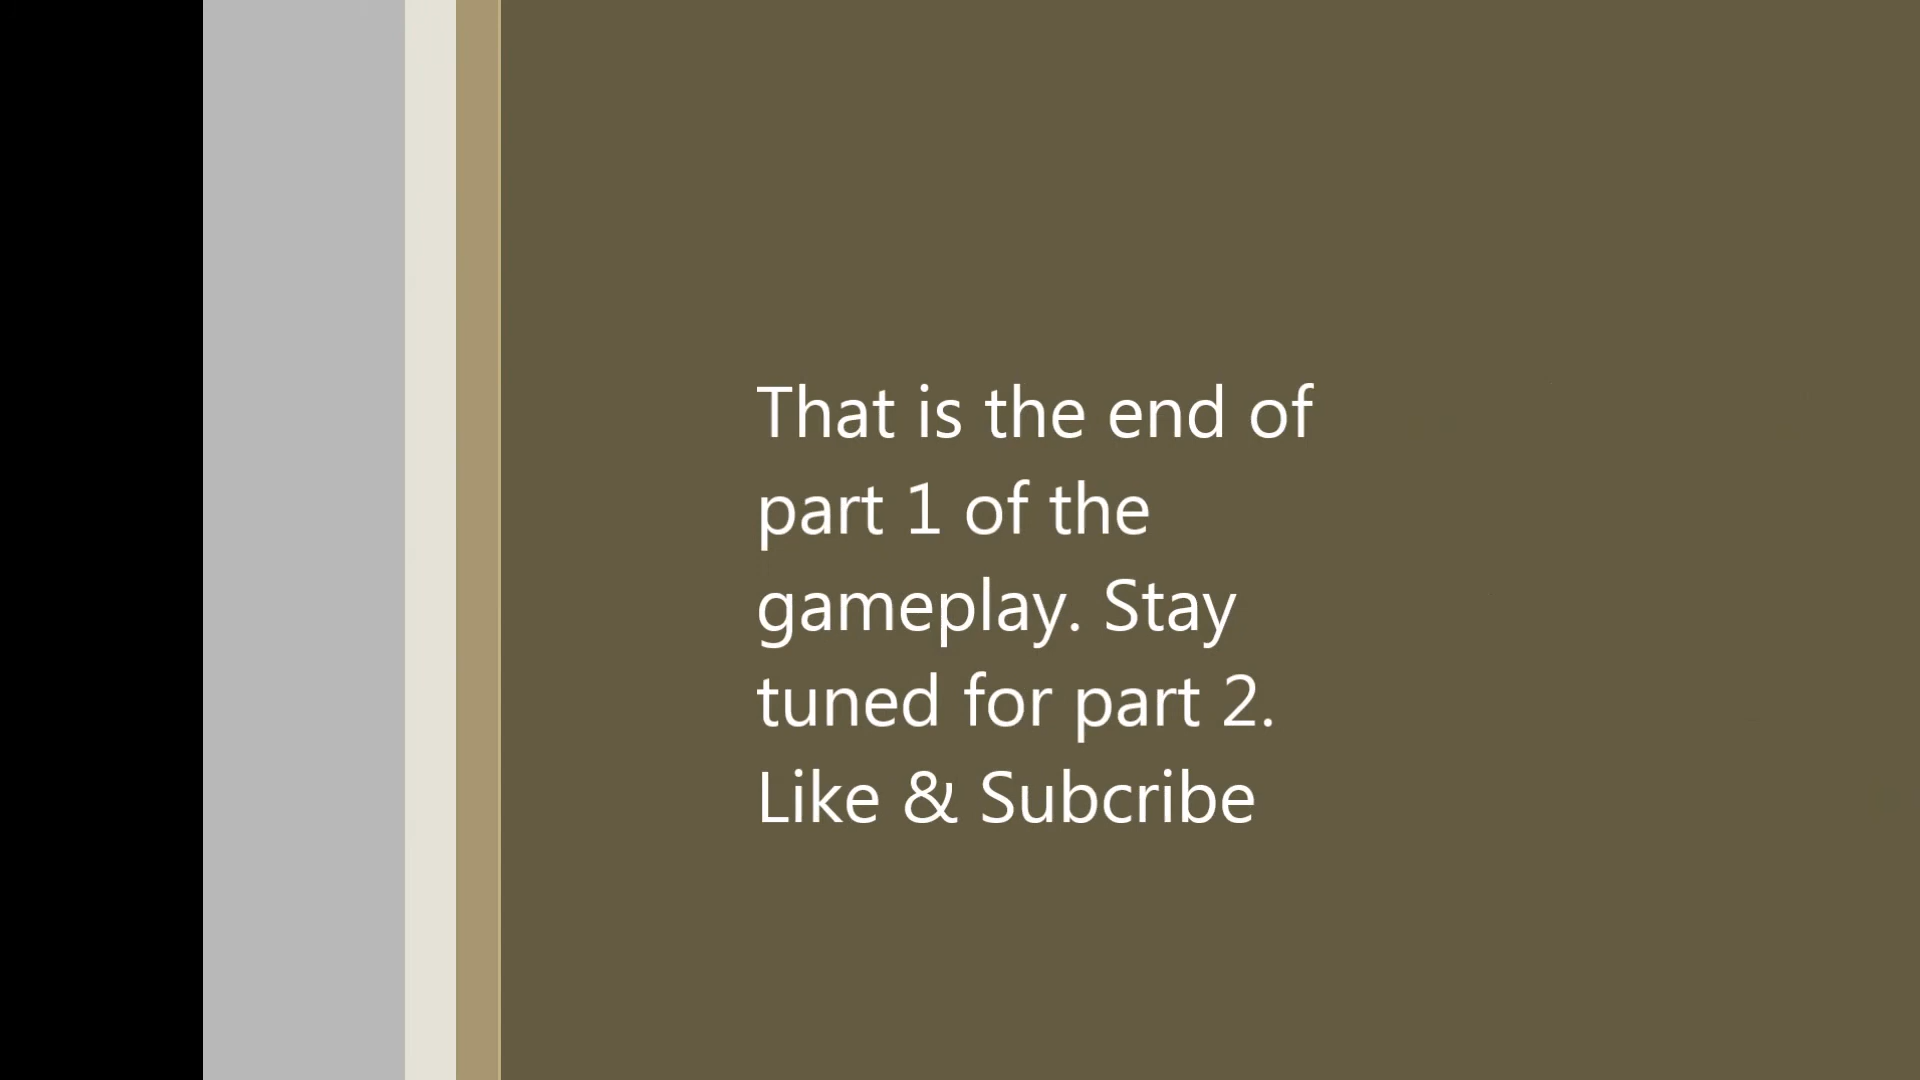 That is the end of
part 1 of the
gameplay. Stay
tuned for part 2.
Like & Subcribe